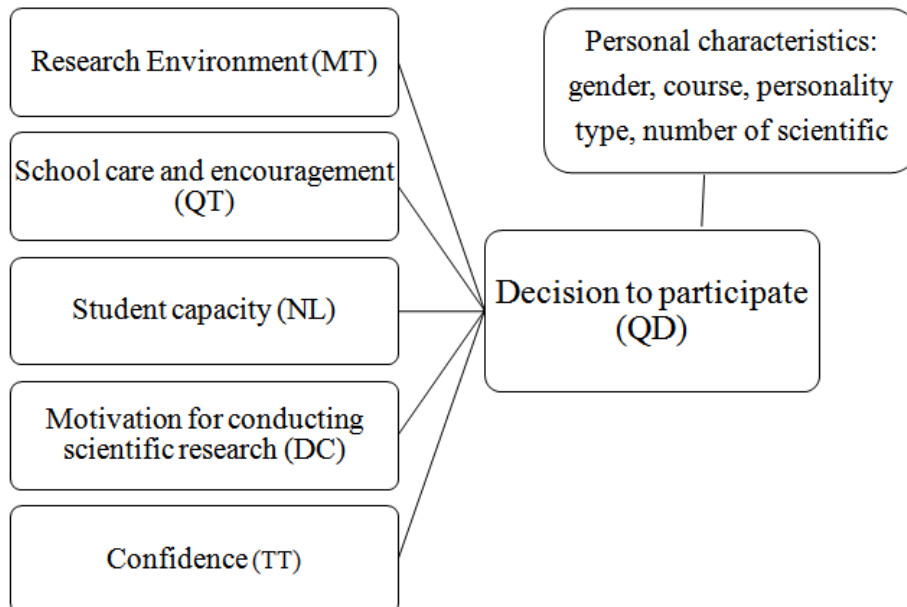 Research Environment (MT)
School care and encouragement
(QT)
Student capacity (NL)
Motivation for conducting
scientific research (DC)
Confidence (TT)
Personal characteristics:
gender, course, personality
type, number of scientific
Decision to participate
(QD)